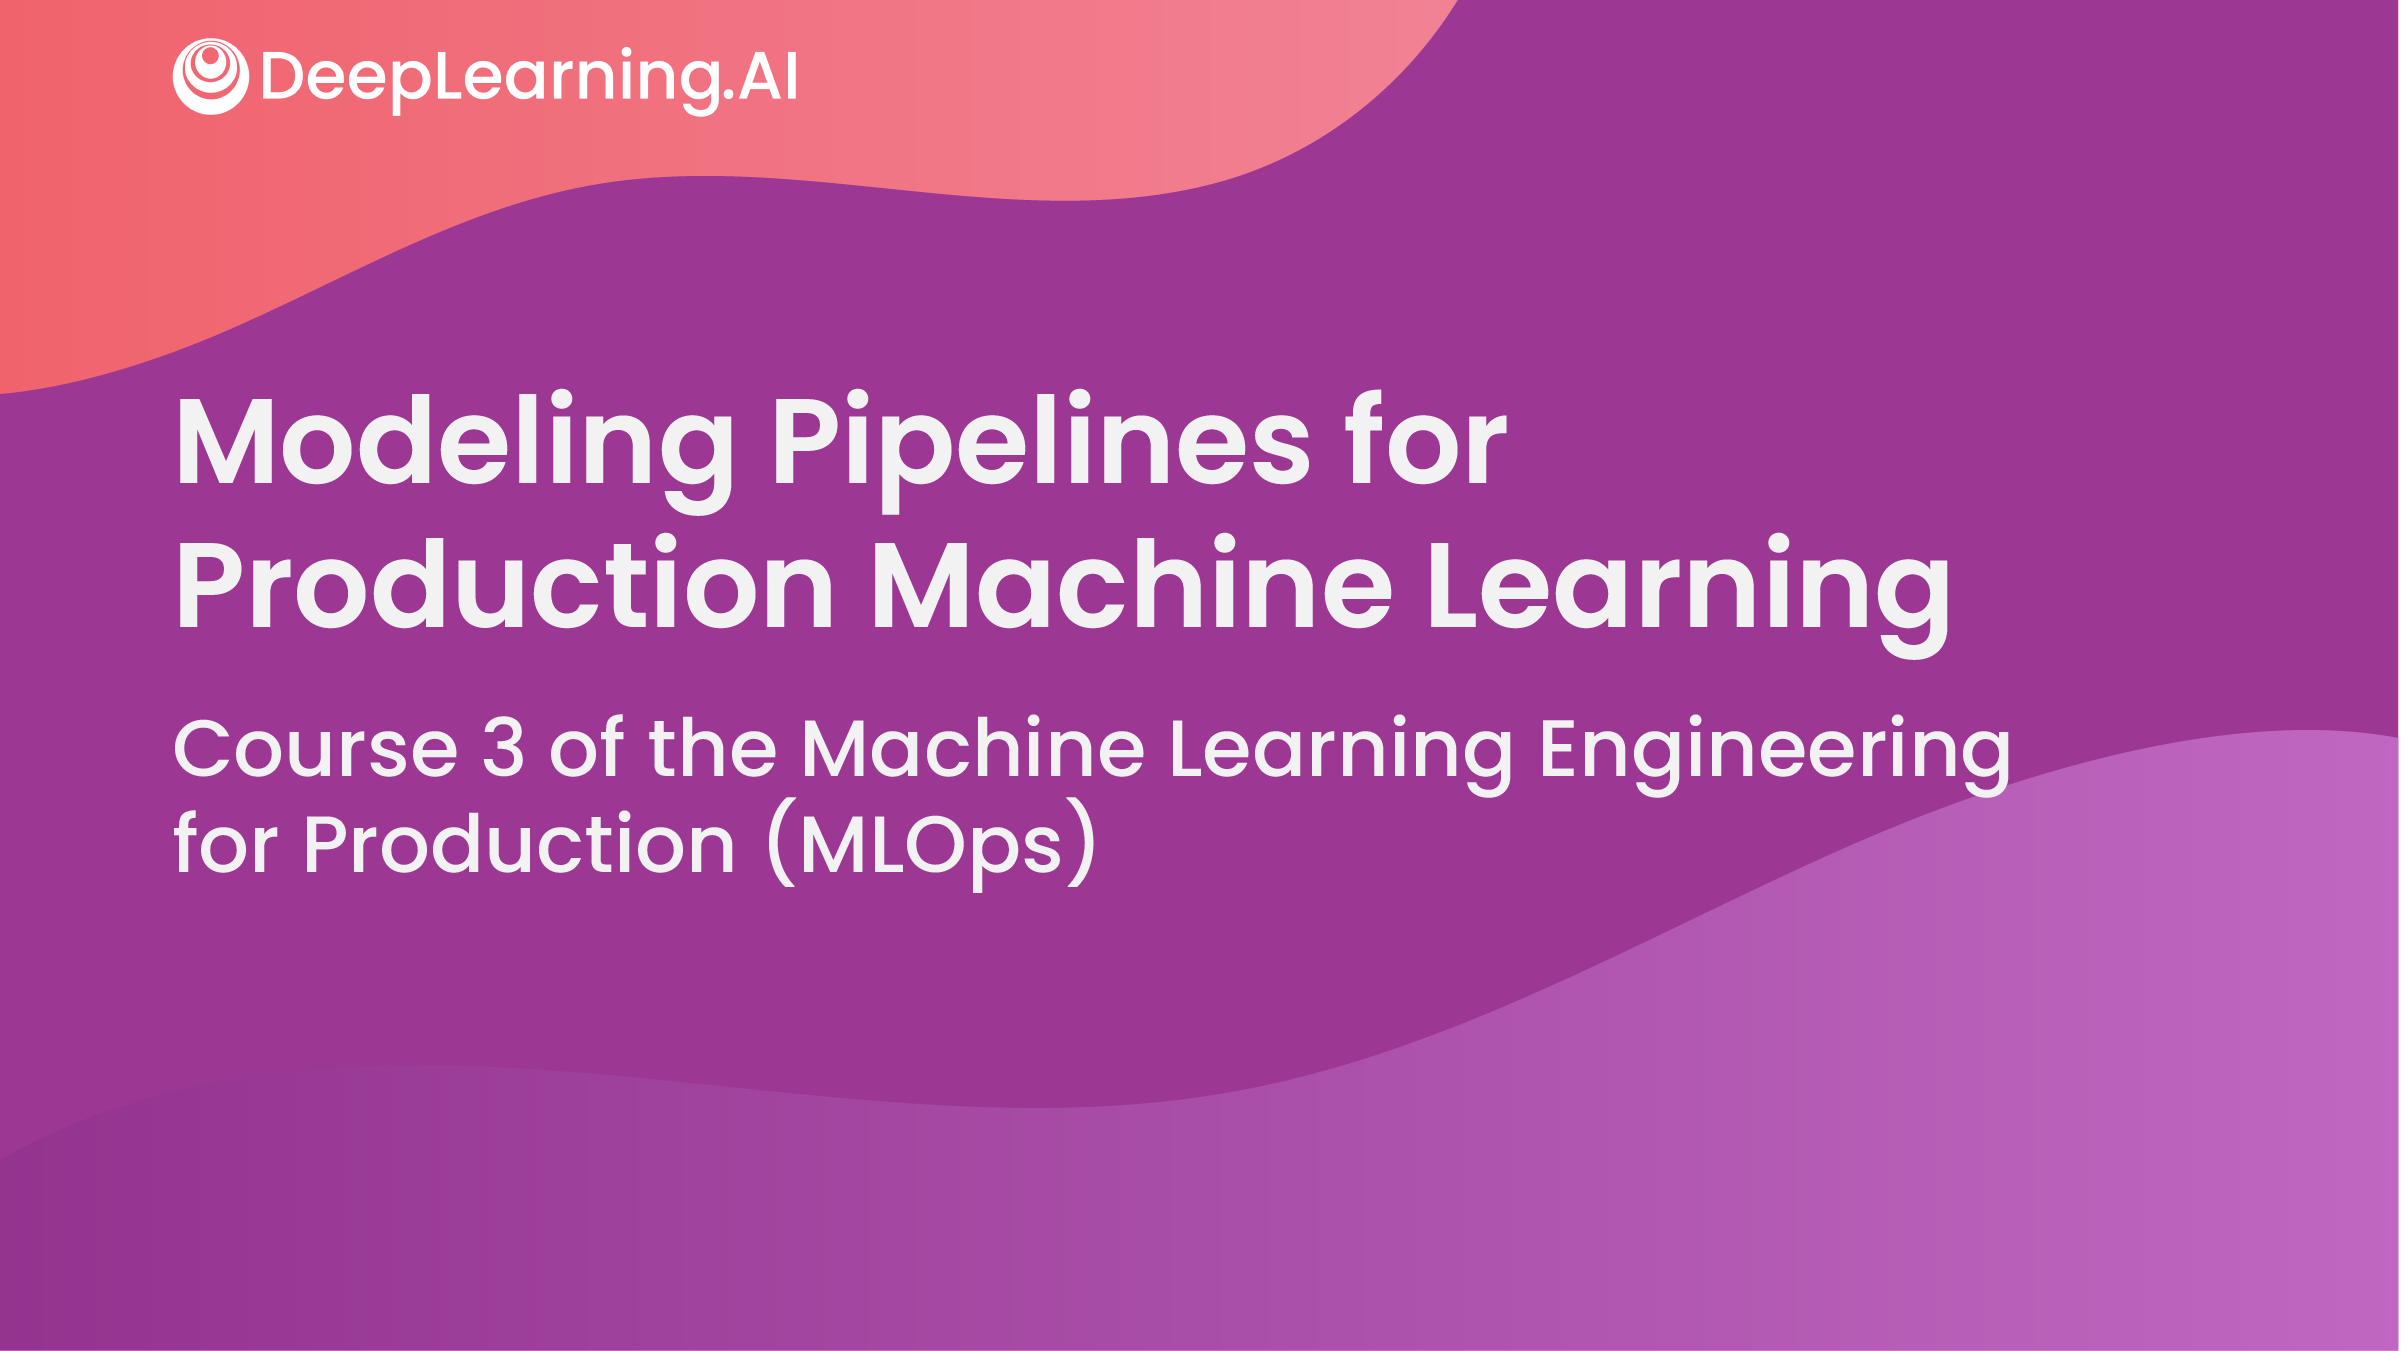 DeepLearning.AI
Modeling Pipelines for
Production Machine Learning
Course 3 of the Machine Learning Engineering
for Production (MLOps)